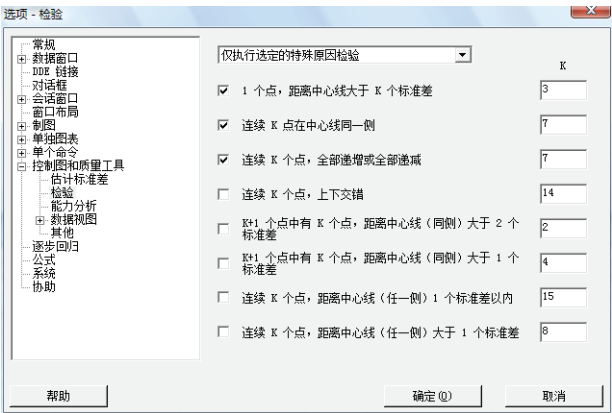 选项 - 检验
常规
数据窗口
DDE 链接
对话框
会话窗口
窗口布局
制图
单独图表
单个命令
控制图和质量工具
估计标准差
检验
能力分析
数据视图
其他
逐步回归
公式
系统
协助
仅执行选定的特殊原因检验
K
1 个点，距离中心线大于 K 个标准差
3
连续 K 点在中心线同一侧
7
连续 K 个点，全部递增或全部递减
7
连续 K 个点，上下交错
14
K+1 个点中有 K 个点，距离中心线（同侧）大于 2 个
标准差
2
K+1 个点中有 K 个点，距离中心线（同侧）大于 1 个
标准差
4
连续 K 个点，距离中心线（任一侧）1 个标准差以内
15
连续 K 个点，距离中心线（任一侧）大于 1 个标准差
8
帮助
确定(O)
取消